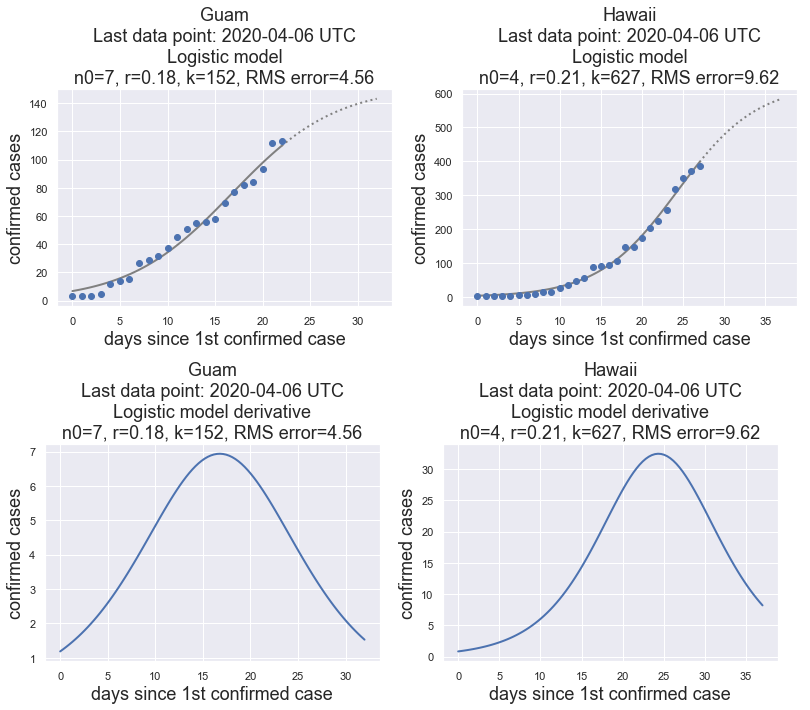 Guam
Last data point: 2020-04-06 UTC
Logistic model
n0=7, r=0.18, k=152, RMS error=4.56
140
120
100
80
60
40
20
0
confirmed cases
0 5 10 15 20 25 30
days since 1st confirmed case
Hawaii
Last data point: 2020-04-06 UTC
Logistic model
n0=4, r=0.21, k=627, RMS error=9.62
600
500
400
300
200
100
0
confirmed cases
0 5 10 15 20 25 30 35
days since 1st confirmed case
Guam
Last data point: 2020-04-06 UTC
Logistic model derivative
n0=7, r=0.18, k=152, RMS error=4.56
7
6
5
4
3
2
1
confirmed cases
0 5 10 15 20 25 30
days since 1st confirmed case
Hawaii
Last data point: 2020-04-06 UTC
Logistic model derivative
n0=4, r=0.21, k=627, RMS error=9.62
30
25
20
15
10
5
0
confirmed cases
0 5 10 15 20 25 30 35
days since 1st confirmed case